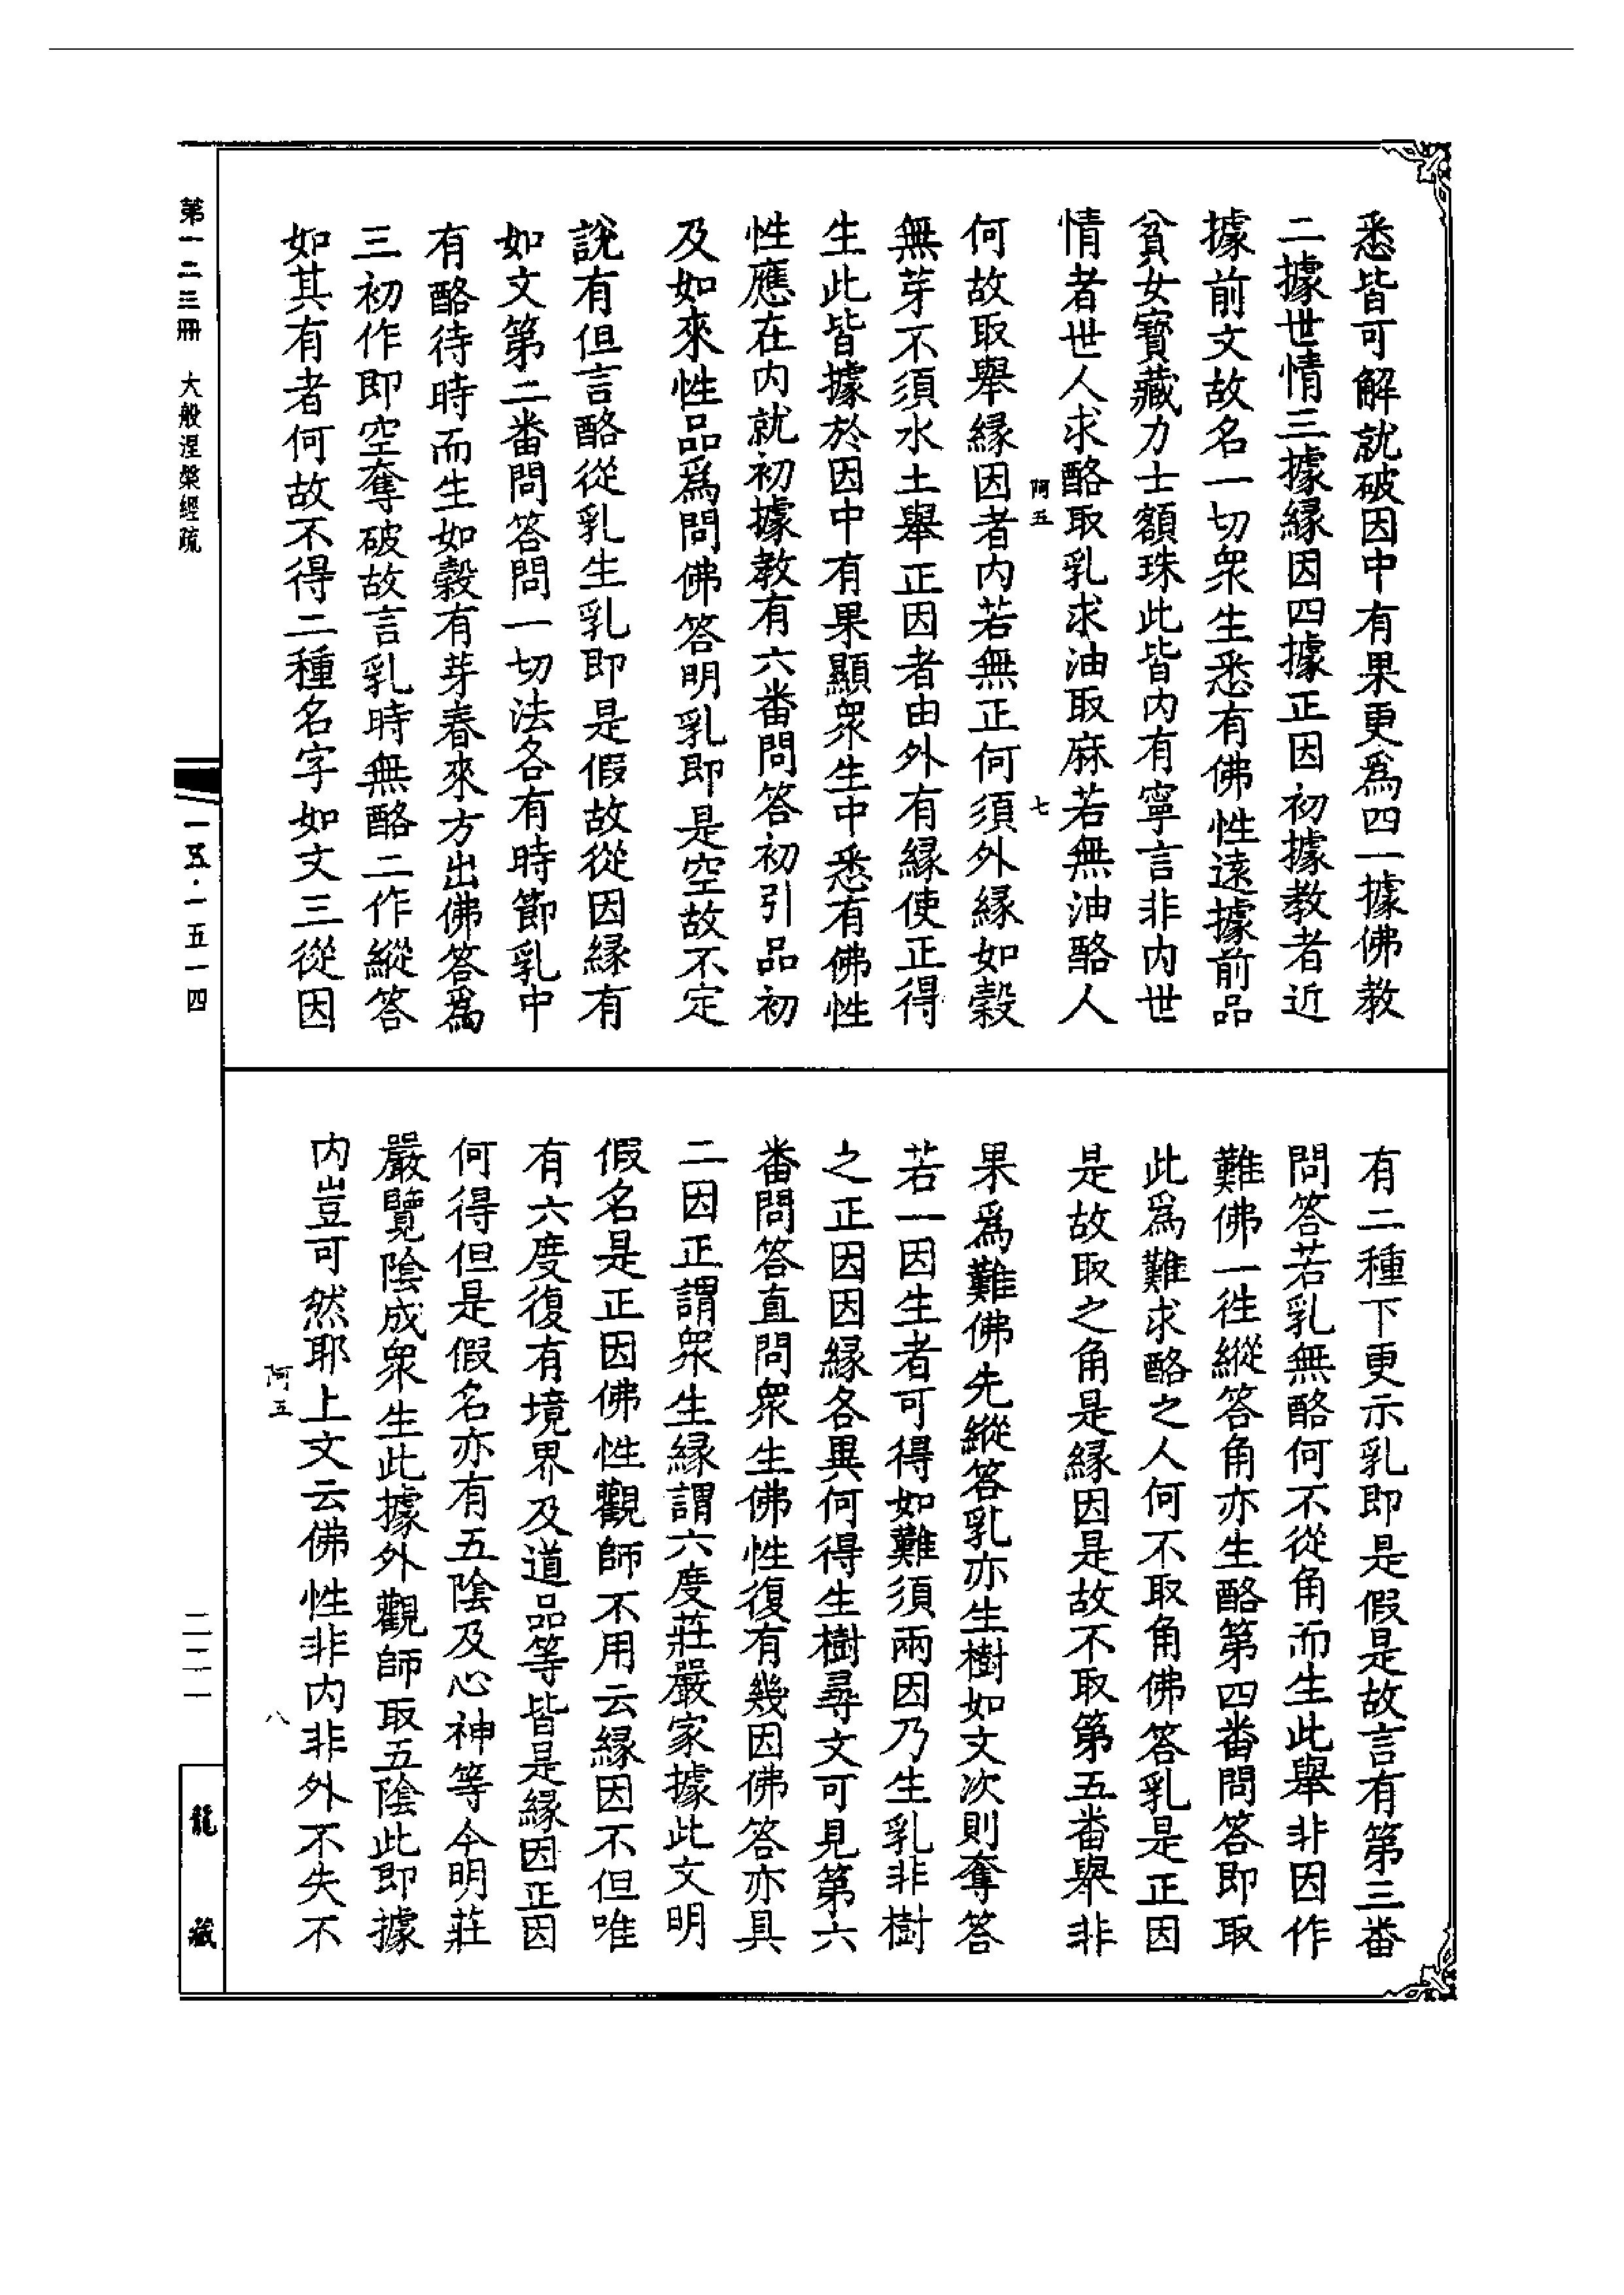 悉皆可解就破因中有果更爲四一據佛教
二據世情三據緣因四據正因初據教者近
據前文故名一切衆生悉有佛性遠據前品
貧女寶藏力士額珠此皆内有寧言非内世
情者世人求酪取乳求油取麻若無油酪人
阿五 七
何故取舉緣因者内若無正何須外緣如穀
無芽不須水土舉正因者由外有緣使正得
生此皆據於因中有果顯衆生中悉有佛性
性應在内就初據教有六番問答初引品初
及如來性品爲問佛答明乳即是空故不定
說有但言酪從乳生乳即是假故從因緣有
如文第二番問答問一切法各有時節乳中
有酪待時而生如穀有芽春來方出佛答爲
三初作即空奪破故言乳時無酪二作縱答
如其有者何故不得二種名字如文三從因
有二種下更示乳即是假是故言有第三番
問答若乳無酪何不從角而生此舉非因作
難佛一往縱答角亦生酪第四番問答即取
此爲難求酪之人何不取角佛答乳是正因
是故取之角是緣因是故不取第五番舉非
果爲難佛先縱答乳亦生樹如文次則奪答
若一因生者可得如難須兩因乃生乳非樹
之正因因緣各異何得生樹尋文可見第六
番問答直問衆生佛性復有幾因佛答亦具
二因正謂衆生緣謂六度莊嚴家據此文明
假名是正因佛性觀師不用云緣因不但唯
有六度復有境界及道品等皆是緣因正因
何得但是假名亦有五陰及心神等今明莊
嚴覽陰成衆生此據外觀師取五陰此即據
内豈可然耶上文云佛性非内非外不失不
阿五 八
第一二三冊 大般涅槃經疏
一五·一五一四
二二一
龍藏